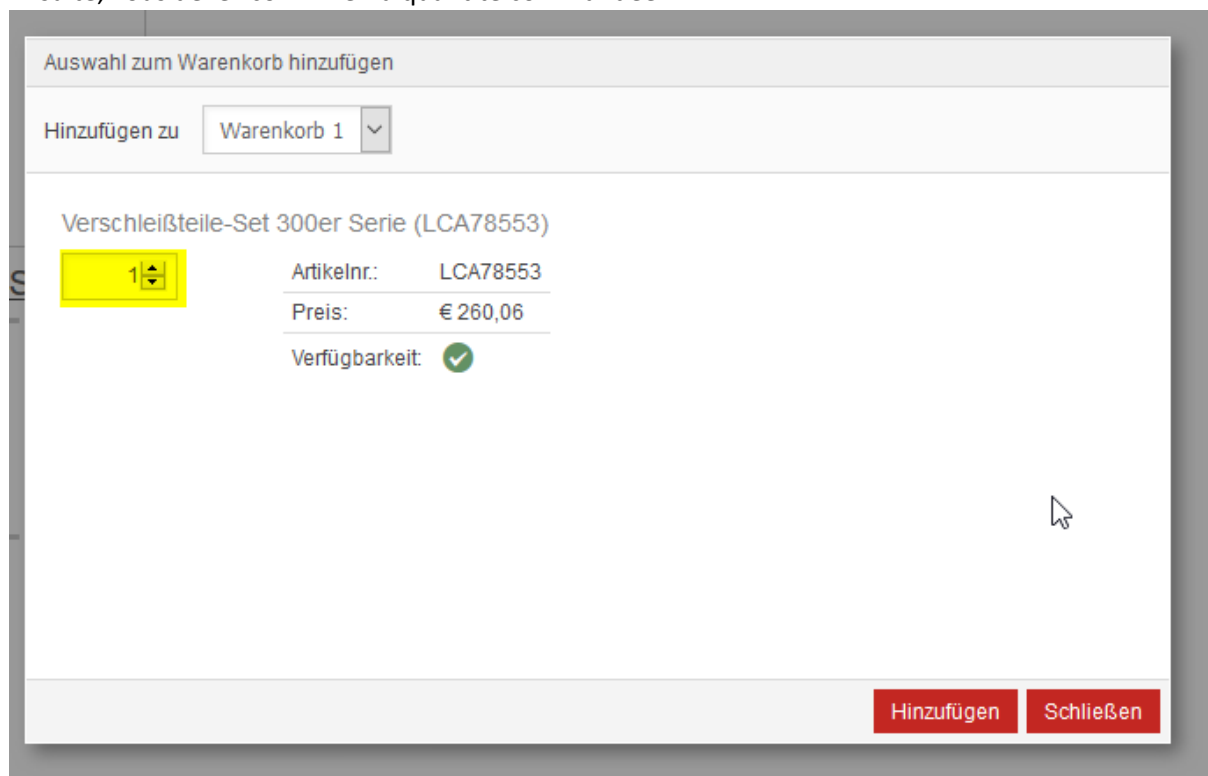 Auswahl zum Warenkorb hinzufügen
Hinzufügen zu Warenkorb 1
Verschleißteile-Set 300er Serie (LCA78553)
1
Artikelnr.: LCA78553
Preis: € 260,06
Verfügbarkeit:
Hinzufügen Schließen